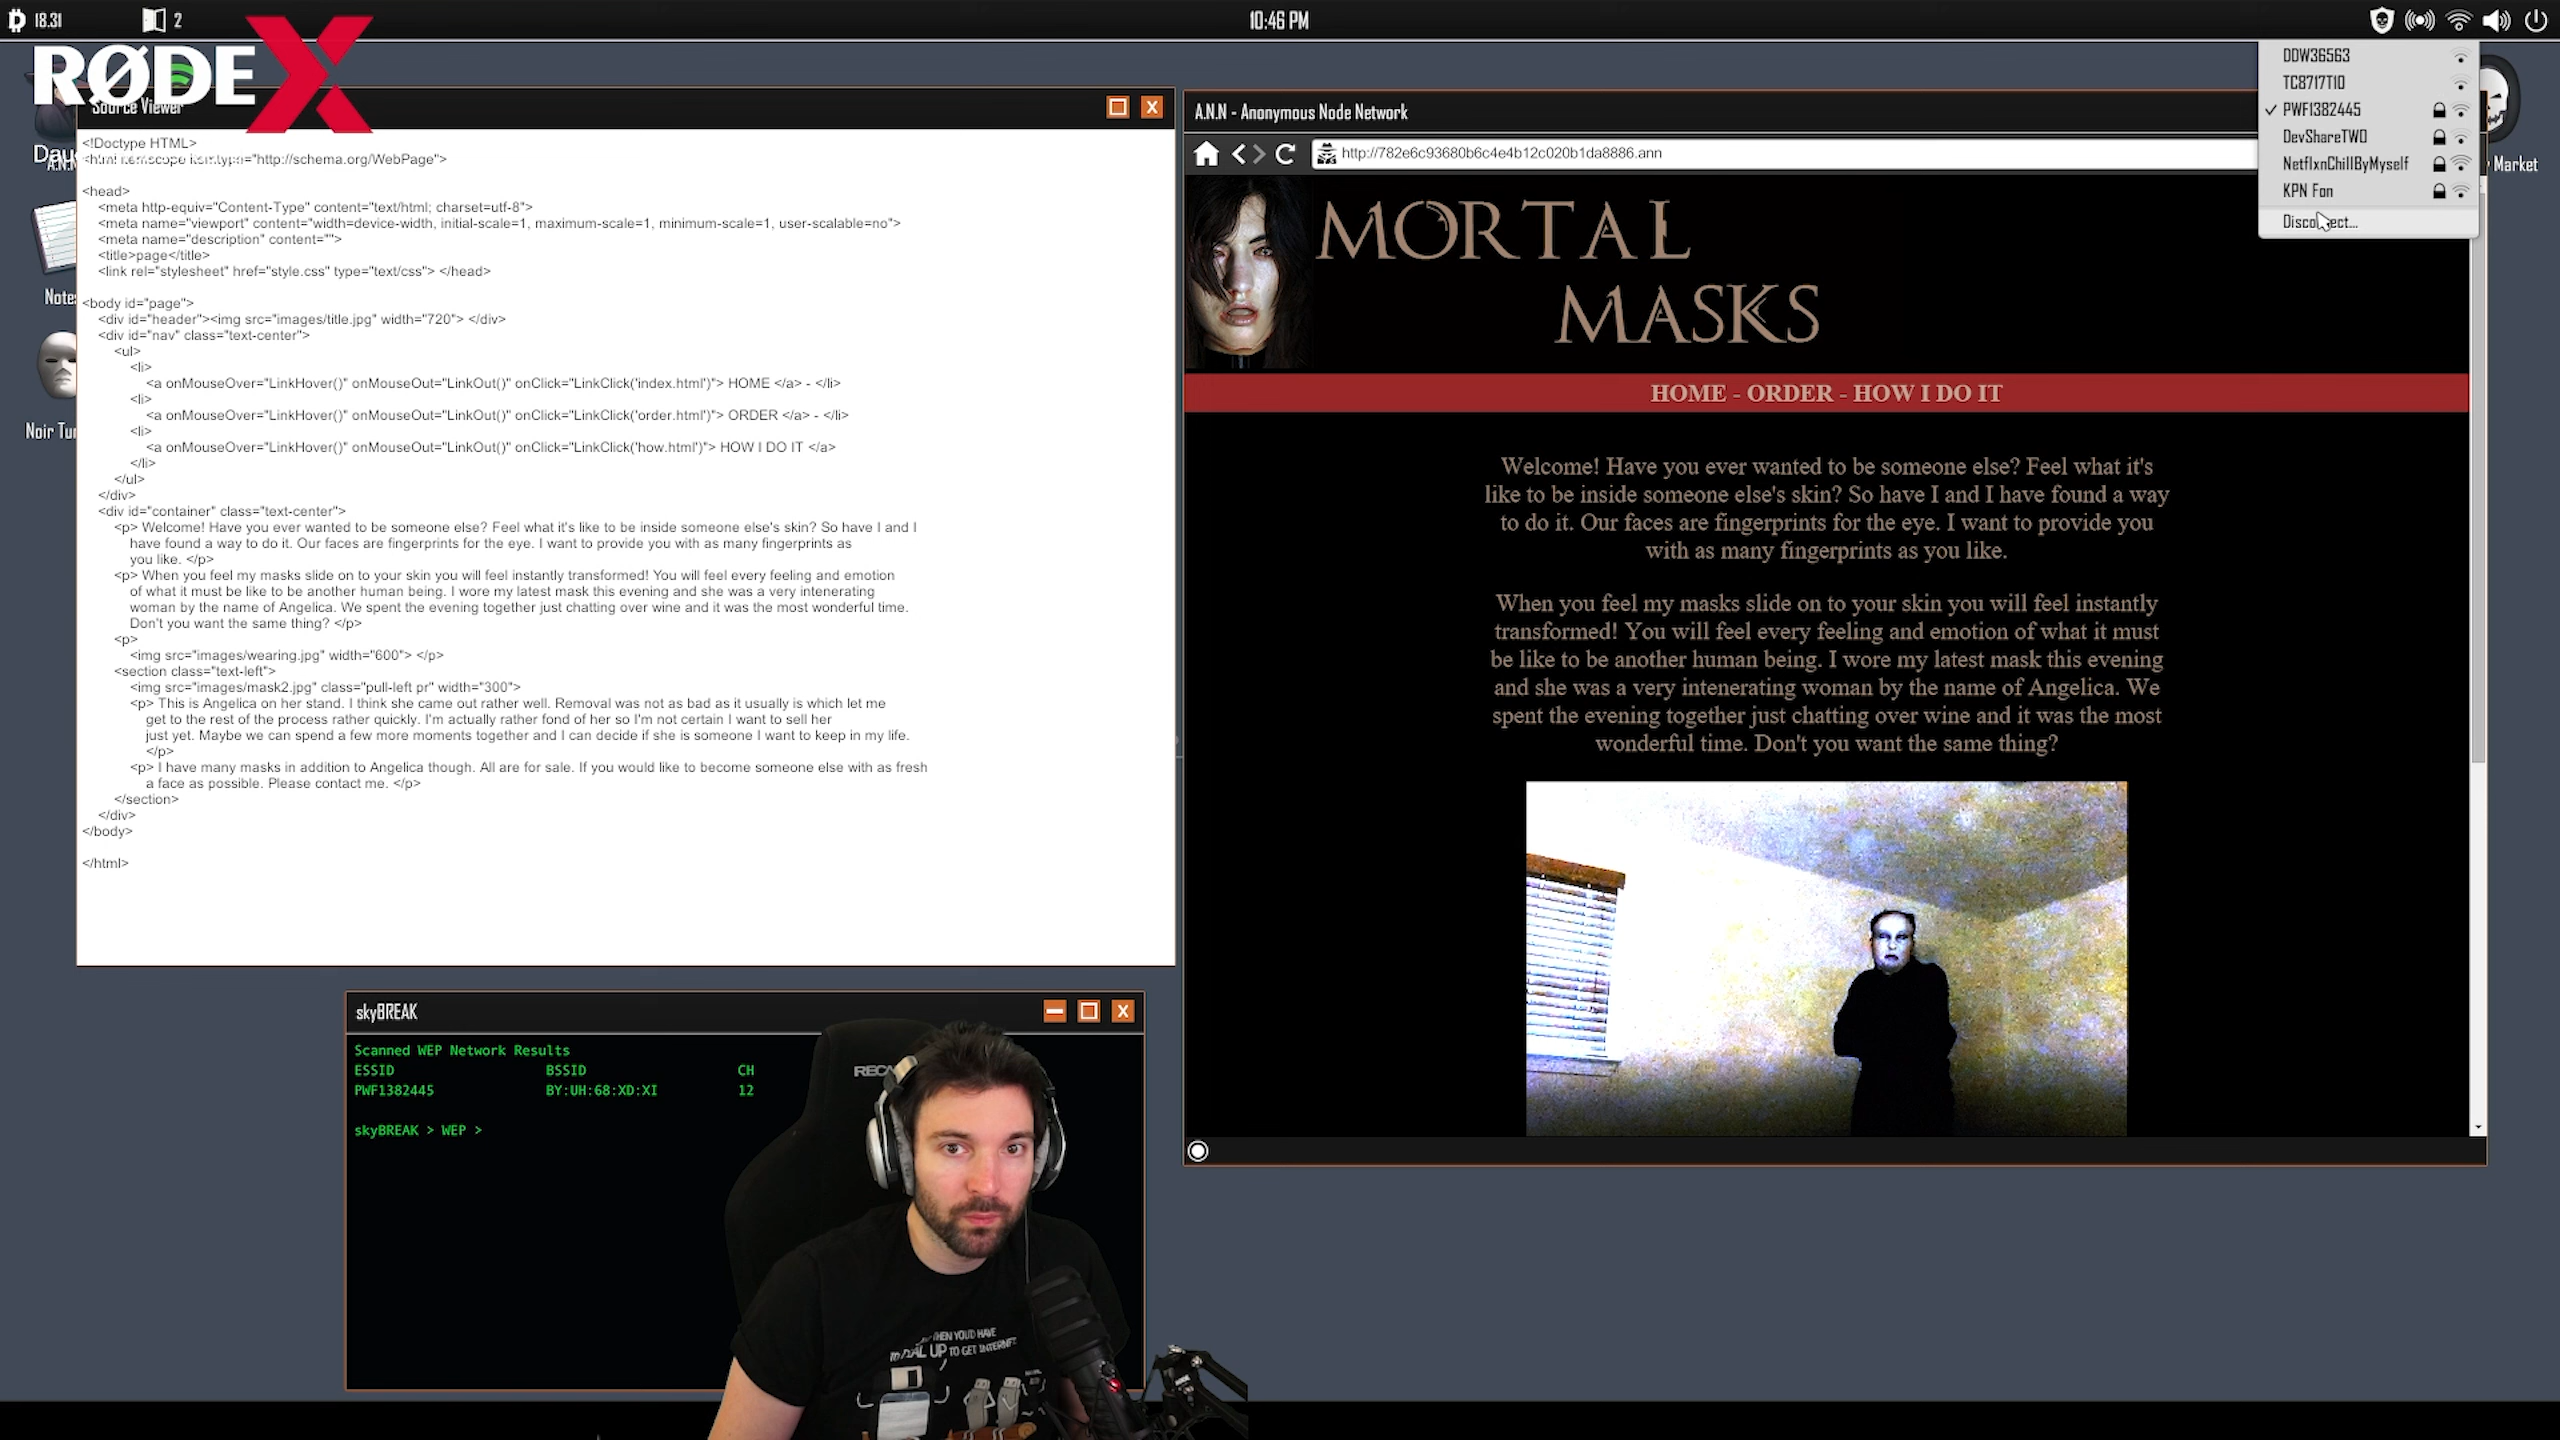 18.31
2
10:46 PM
RØDE X
DDW36563
TC8717T10
PWF1382445
DevShareTWO
NetflxnChillByMyself
KPN Fon
Disco ect...
Source Viewer
<!Doctype HTML>
<html itemscope "http://schema.org/WebPage">
<head>
<meta http-equiv="Content-Type" content="text/html; charset=utf-8">
<meta name="viewport" content="width=device-width, initial-scale=1, maximum-scale=1, minimum-scale=1, user-scalable=no">
<meta name="description" content="">
<title>page</title>
<link rel="stylesheet" href="style.css" type="text/css"> </head>
<body id="page">
<div id="header"><img src="images/title.jpg" width="720"> </div>
<div id="nav" class="text-center">
<ul>
<li>
<a onMouseOver="LinkHover()" onMouseOut="LinkOut()" onClick="LinkClick('index.html')"> HOME </a> - </li>
<li>
<a onMouseOver="LinkHover()" onMouseOut="LinkOut()" onClick="LinkClick('order.html')"> ORDER </a> - </li>
<li>
<a onMouseOver="LinkHover()" onMouseOut="LinkOut()" onClick="LinkClick('how.html')"> HOW I DO IT </a>
</li>
</ul>
</div>
<div id="container" class="text-center">
<p> Welcome! Have you ever wanted to be someone else? Feel what it's like to be inside someone else's skin? So have I and I
have found a way to do it. Our faces are fingerprints for the eye. I want to provide you with as many fingerprints as
you like. </p>
<p> When you feel my masks slide on to your skin you will feel instantly transformed! You will feel every feeling and emotion
of what it must be like to be another human being. I wore my latest mask this evening and she was a very intenerating
woman by the name of Angelica. We spent the evening together just chatting over wine and it was the most wonderful time.
Don't you want the same thing? </p>
<p>
<img src="images/wearing.jpg" width="600"> </p>
<section class="text-left">
<img src="images/mask2.jpg" class="pull-left pr" width="300">
<p> This is Angelica on her stand. I think she came out rather well. Removal was not as bad as it usually is which let me
get to the rest of the process rather quickly. I'm actually rather fond of her so I'm not certain I want to sell her
just yet. Maybe we can spend a few more moments together and I can decide if she is someone I want to keep in my life.
</p>
<p> I have many masks in addition to Angelica though. All are for sale. If you would like to become someone else with as fresh
a face as possible. Please contact me. </p>
</section>
</div>
</body>
</html>
A.N.N - Anonymous Node Network
http://782e6c93680b6c4e4b12c020b1da8886.ann
MORTAL
MASKS
HOME - ORDER - HOW I DO IT
Welcome! Have you ever wanted to be someone else? Feel what it's
like to be inside someone else's skin? So have I and I have found a way
to do it. Our faces are fingerprints for the eye. I want to provide you
with as many fingerprints as you like.
When you feel my masks slide on to your skin you will feel instantly
transformed! You will feel every feeling and emotion of what it must
be like to be another human being. I wore my latest mask this evening
and she was a very intenerating woman by the name of Angelica. We
spent the evening together just chatting over wine and it was the most
wonderful time. Don't you want the same thing?
Market
Notes
Noir Tu
skyBREAK
Scanned WEP Network Results
ESSID BSSID CH
PWF1382445 BY:UH:68:XD:XI 12
skyBREAK > WEP >
WHEN YOU'D HAVE
DIAL UP TO GET INTERNET